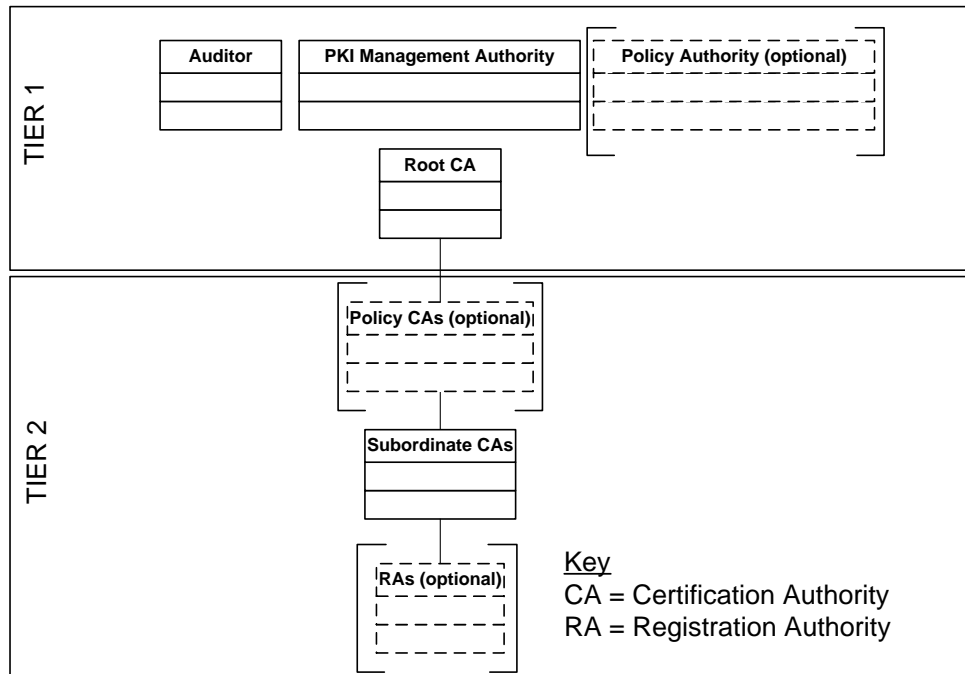 TIER 1
Auditor
PKI Management Authority
Policy Authority (optional)
Root CA
TIER 2
Policy CAs (optional)
Subordinate CAs
RAs (optional)
Key
CA = Certification Authority
RA = Registration Authority